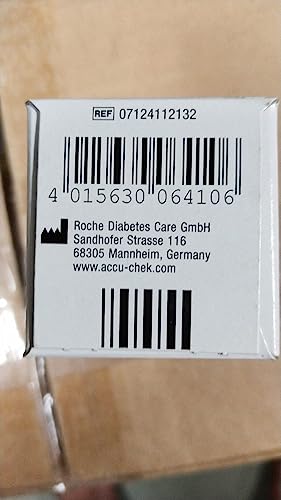 REF 07124112132
4 015630 064106
Roche Diabetes Care GmbH
Sandhofer Strasse 116
68305 Mannheim, Germany
www.accu-chek.com